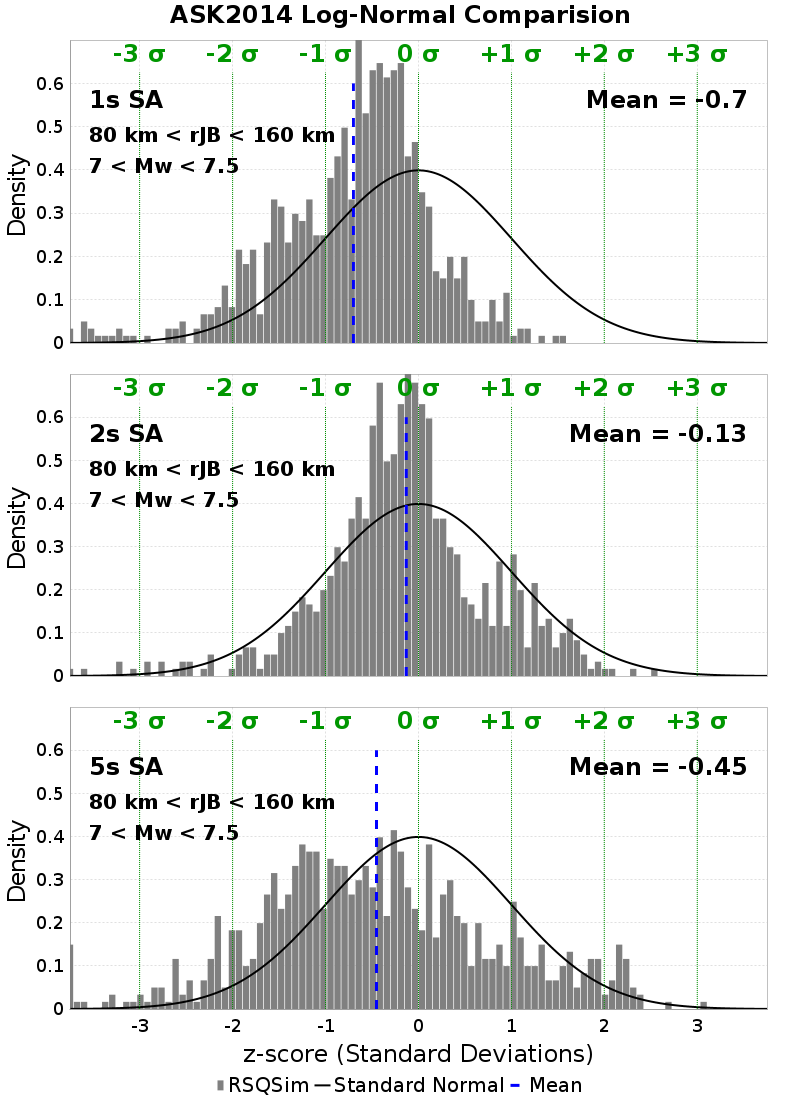 ASK2014 Log-Normal Comparision
-3 σ -2 σ -1 σ 0 σ +1 σ +2 σ +3 σ
1s SA
Mean = -0.7
80 km < rJB < 160 km
7 < Mw < 7.5
Density
0.6
0.5
0.4
0.3
0.2
0.1
0
-3 σ -2 σ -1 σ 0 σ +1 σ +2 σ +3 σ
2s SA
Mean = -0.13
80 km < rJB < 160 km
7 < Mw < 7.5
Density
0.6
0.5
0.4
0.3
0.2
0.1
0
-3 σ -2 σ -1 σ 0 σ +1 σ +2 σ +3 σ
5s SA
Mean = -0.45
80 km < rJB < 160 km
7 < Mw < 7.5
Density
0.6
0.5
0.4
0.3
0.2
0.1
0
-3 -2 -1 0 1 2 3
z-score (Standard Deviations)
RSQSim Standard Normal Mean